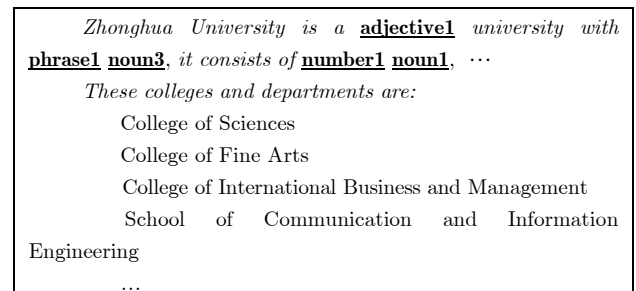 Zhonghua University is a adjective1 university with
phrase1 noun3, it consists of number1 noun1, ⋯
These colleges and departments are:
College of Sciences
College of Fine Arts
College of International Business and Management
School of Communication and Information
Engineering
...